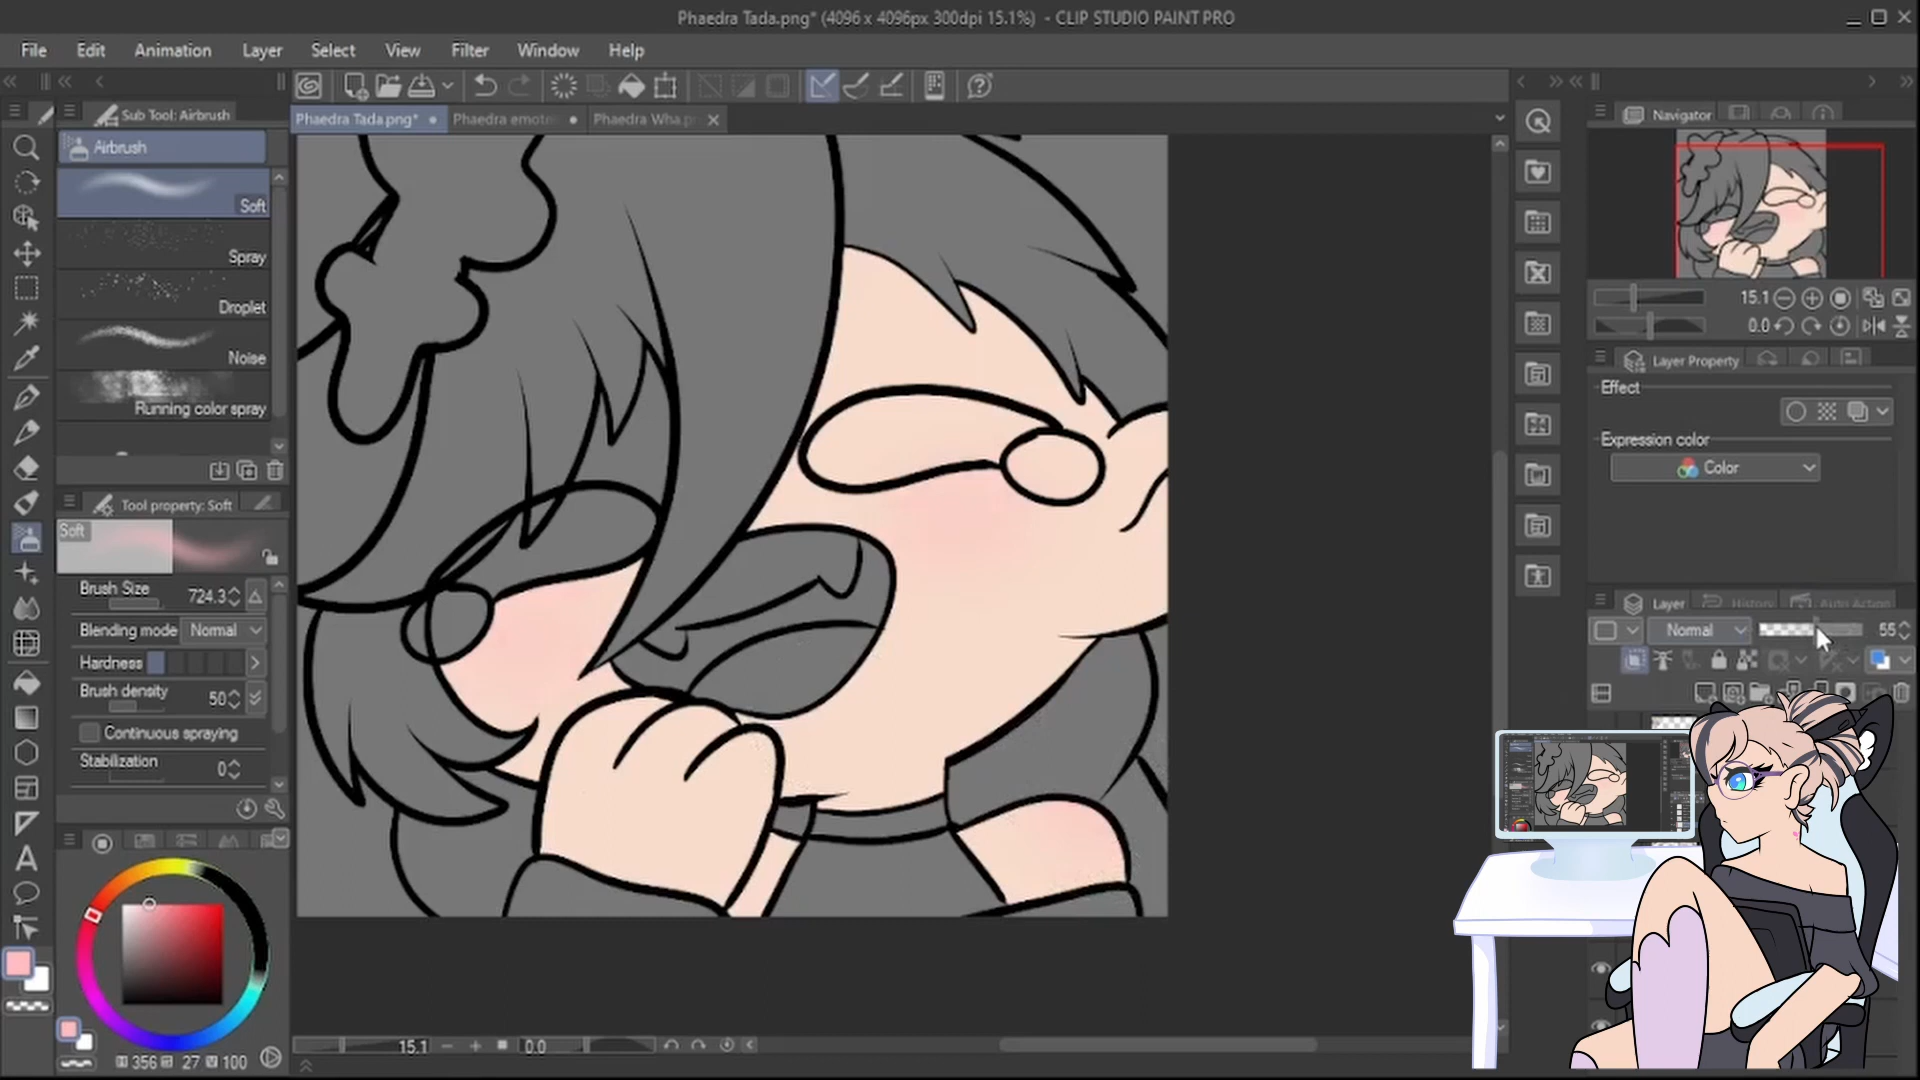 Phaedra Tada.png* (4096 x 4096px 300dpi 15.1%) - CLIP STUDIO PAINT PRO
File Edit Animation Layer Select View Filter Window Help
Sub Tool: Airbrush
Phaedra Tada.png* Phaedra emote Phaedra Wha.p
Navigator
Airbrush
Soft
Spray
Droplet
Noise
Running color spray
15.1
0.0
Layer Property
Effect
Expression color
Color
Tool property: Soft
Soft
Brush Size 724.3
Blending mode Normal
Hardness
Brush density 50
Continuous spraying
Stabilization 0
Layer History Auto Action
Normal 55
356 27 V 100
15.1 0.0